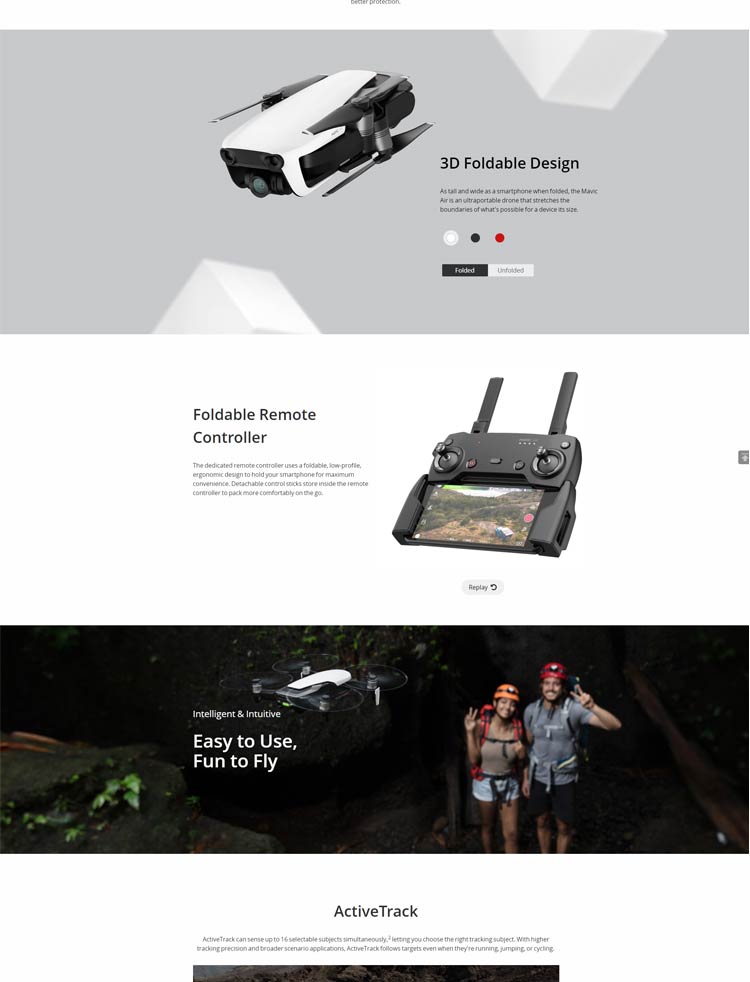 better protection.
3D Foldable Design
As tall and wide as a smartphone when folded, the Mavic
Air is an ultraportable drone that stretches the
boundaries of what's possible for a device its size.
Folded
Unfolded
Foldable Remote
Controller
The dedicated remote controller uses a foldable, low-profile,
ergonomic design to hold your smartphone for maximum
convenience. Detachable control sticks store inside the remote
controller to pack more comfortably on the go.
Replay
Intelligent & Intuitive
Easy to Use,
Fun to Fly
ActiveTrack
ActiveTrack can sense up to 16 selectable subjects simultaneously,² letting you choose the right tracking subject. With higher
tracking precision and broader scenario applications, ActiveTrack follows targets even when they're running, jumping, or cycling.